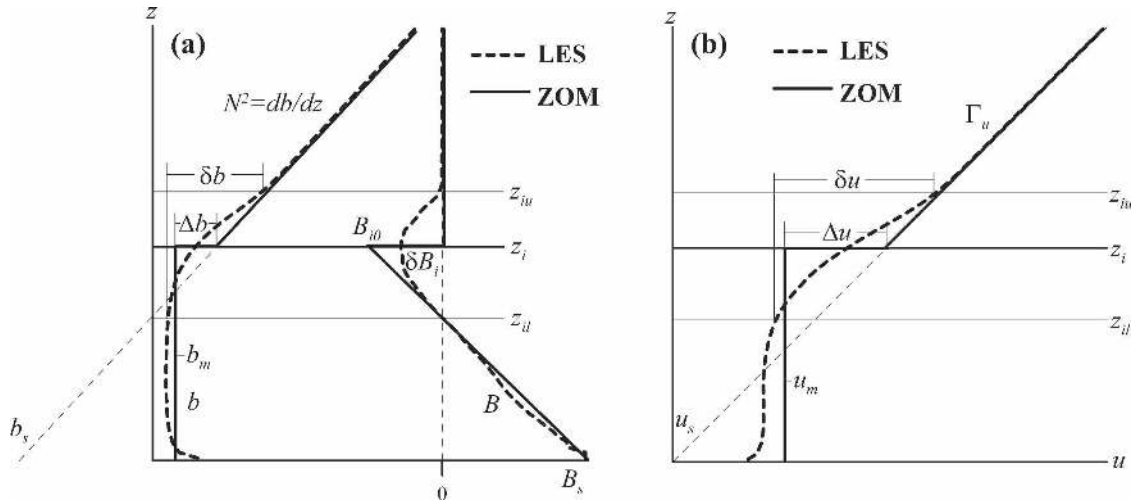 z
(a)
LES
ZOM
N²=db/dz
δb
z_iu
Δb
B_i0
z_i
δB_i
z_il
b_m
b
B
b_s
B_s
0
z
(b)
LES
ZOM
Γ_u
δu
z_iu
Δu
z_i
z_il
u_m
u_s
u